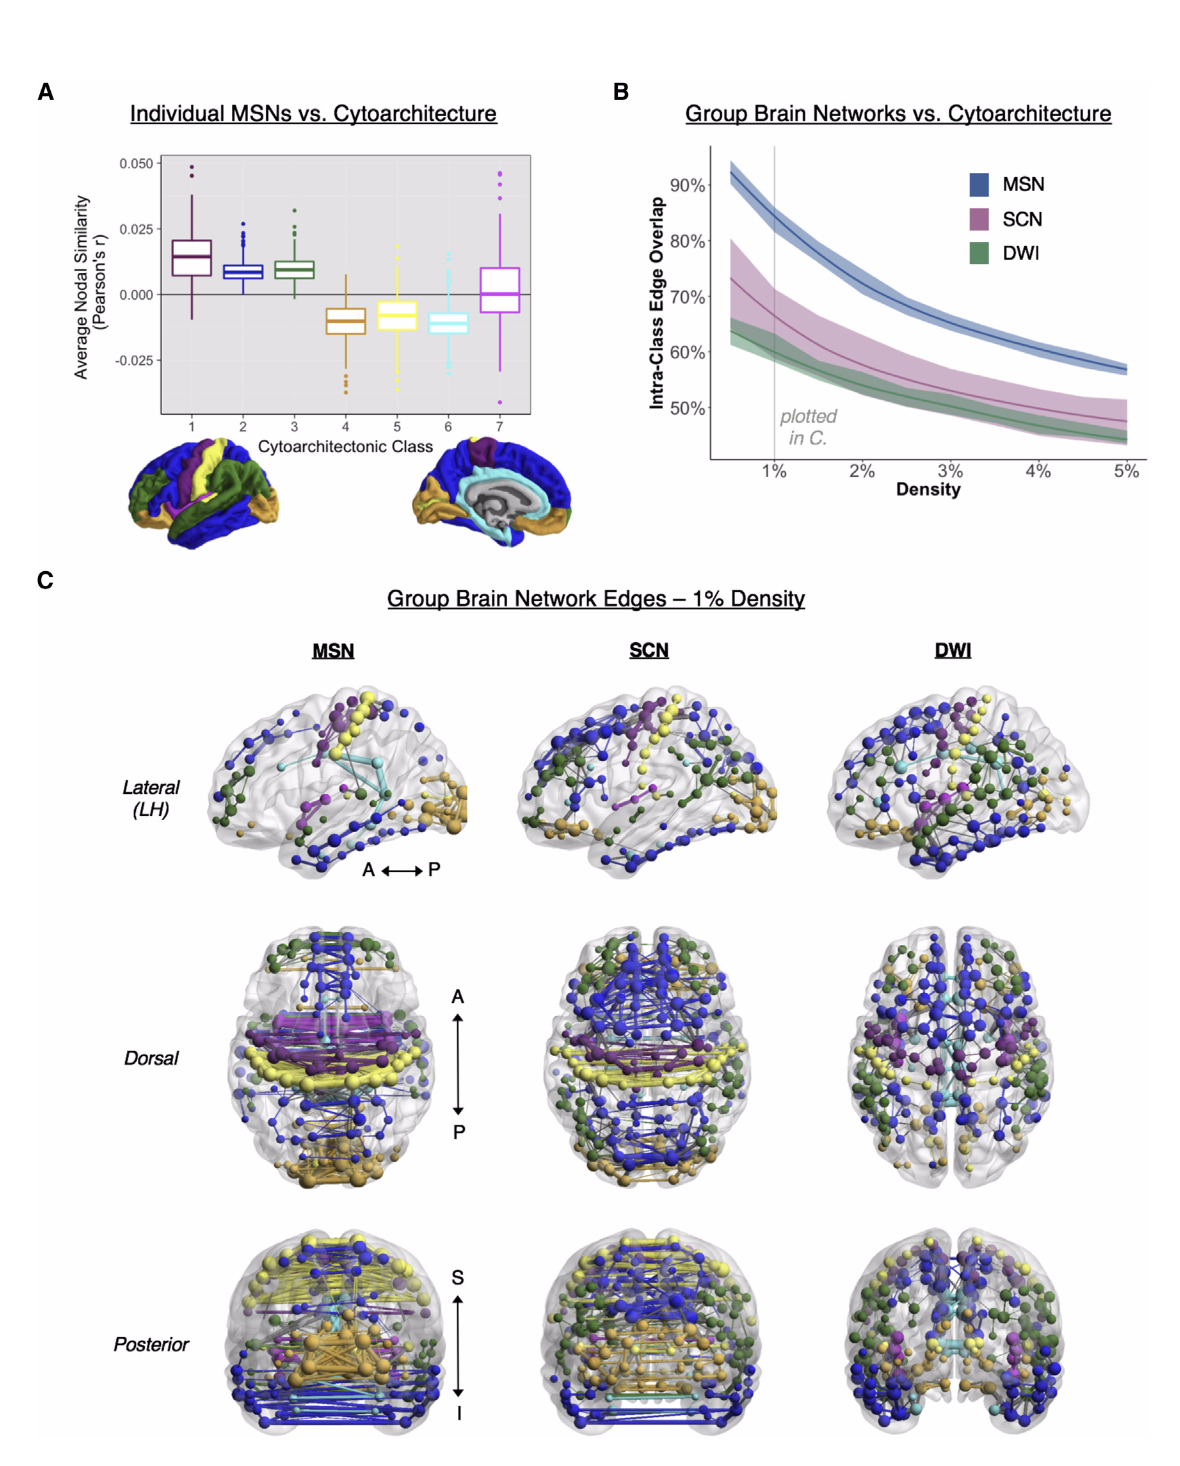 A
Individual MSNs vs. Cytoarchitecture
Average Nodal Similarity
(Pearson's r)
0.050
0.025
0.000
-0.025
1 2 3 4 5 6 7
Cytoarchitectonic Class
B
Group Brain Networks vs. Cytoarchitecture
Intra-Class Edge Overlap
90%
80%
70%
60%
50%
MSN
SCN
DWI
plotted
in C.
1% 2% 3% 4% 5%
Density
C
Group Brain Network Edges – 1% Density
MSN SCN DWI
Lateral
(LH)
A P
Dorsal
A
P
Posterior
S
I